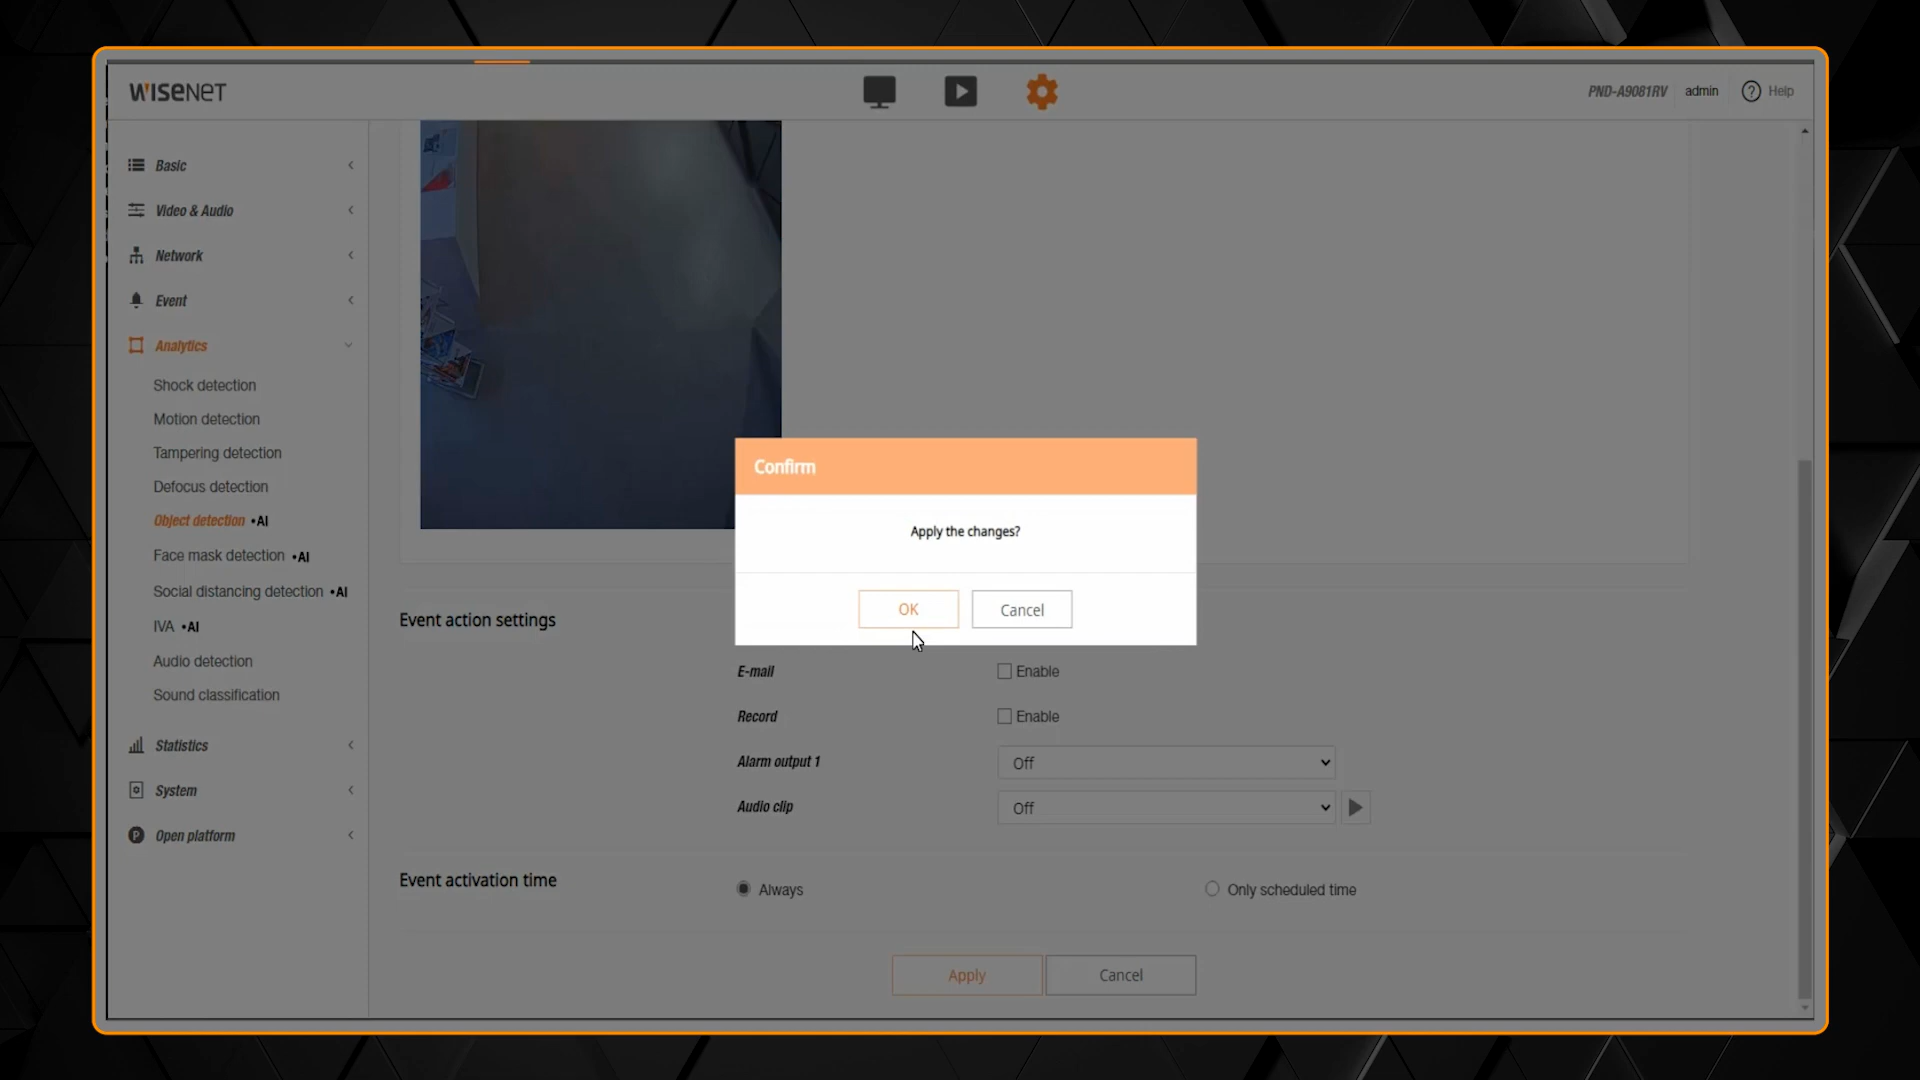 WISENET
PND-A9081RV
admin
? Help
Basic
Video & Audio
Network
Event
Analytics
Shock detection
Motion detection
Tampering detection
Defocus detection
Object detection •AI
Face mask detection •AI
Social distancing detection •AI
IVA •AI
Audio detection
Sound classification
Statistics
System
P Open platform
Confirm
Apply the changes?
OK
Cancel
Event action settings
E-mail
Enable
Record
Enable
Alarm output 1
Off
Audio clip
Off
Event activation time
Always
Only scheduled time
Apply
Cancel